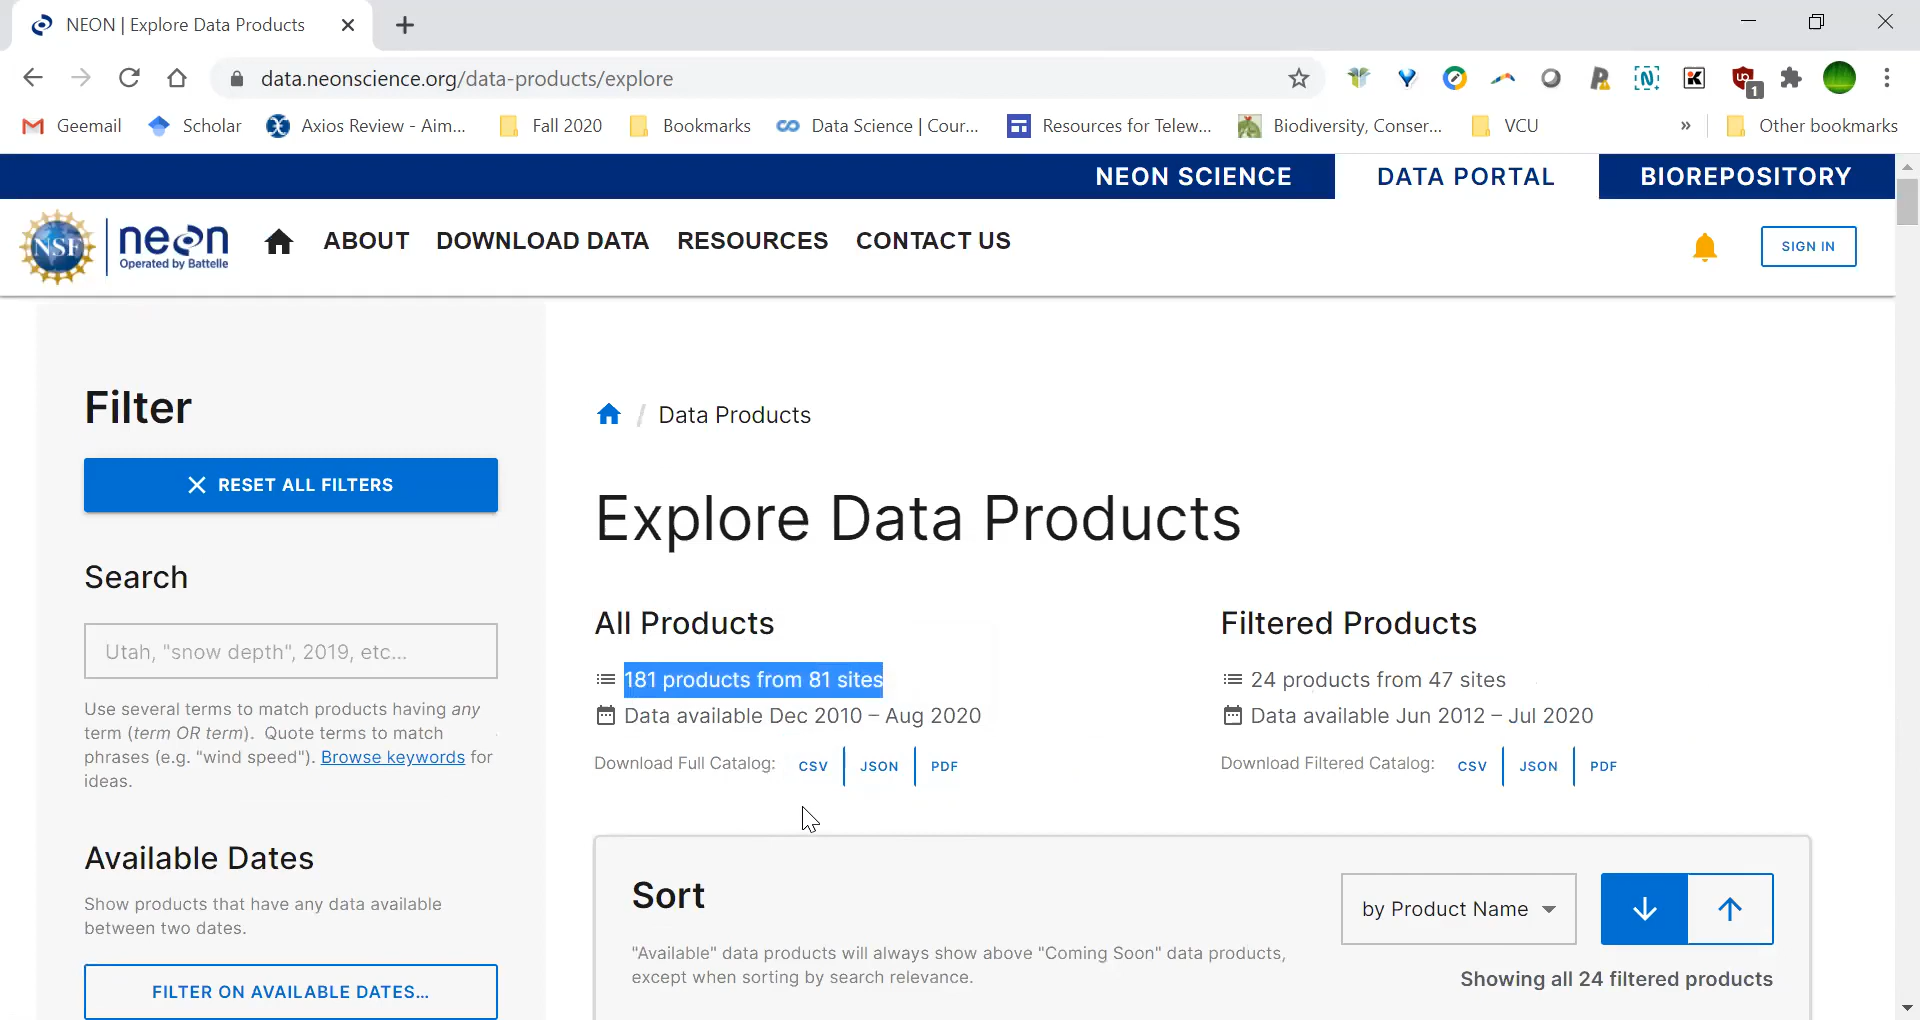 NEON | Explore Data Products
data.neonscience.org/data-products/explore
1
Geemail
Scholar
Axios Review - Aim...
Fall 2020
Bookmarks
Data Science | Cour...
Resources for Telew...
Biodiversity, Conser...
VCU
»
Other bookmarks
NEON SCIENCE
DATA PORTAL
BIOREPOSITORY
NSF
neon
Operated by Battelle
ABOUT
DOWNLOAD DATA
RESOURCES
CONTACT US
SIGN IN
Filter
RESET ALL FILTERS
Search
Utah, "snow depth", 2019, etc...
Use several terms to match products having any
term (term OR term). Quote terms to match
phrases (e.g. "wind speed"). Browse keywords for
ideas.
Available Dates
Show products that have any data available
between two dates.
FILTER ON AVAILABLE DATES...
/ Data Products
Explore Data Products
All Products
181 products from 81 sites
Data available Dec 2010 – Aug 2020
Download Full Catalog: CSV JSON PDF
Filtered Products
24 products from 47 sites
Data available Jun 2012 – Jul 2020
Download Filtered Catalog: CSV JSON PDF
Sort
"Available" data products will always show above "Coming Soon" data products,
except when sorting by search relevance.
by Product Name
Showing all 24 filtered products